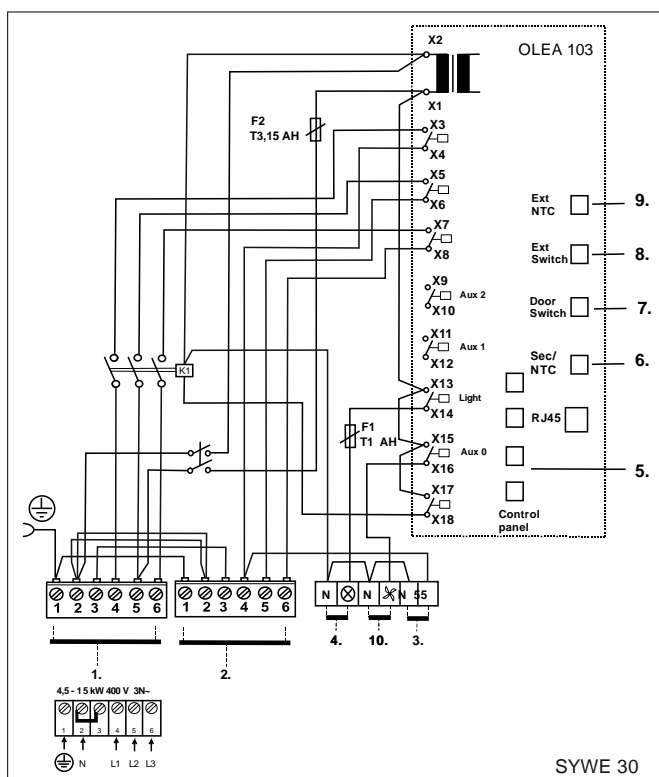 OLEA 103
X2
X1
F2
T3,15 AH
X3
X4
X5
X6
X7
X8
X9
Aux 2
X10
X11
Aux 1
X12
X13
Light
X14
X15
Aux 0
X16
X17
X18
Ext
NTC
9.
Ext
Switch
8.
Door
Switch
7.
Sec/
NTC
6.
RJ45
5.
Control
panel
K1
F1
T1 AH
1 2 3 4 5 6
1 2 3 4 5 6
N N N 55
1.
2.
4. 10. 3.
4,5 - 15 kW 400 V 3N~
1 2 3 4 5 6
N L1 L2 L3
SYWE 30